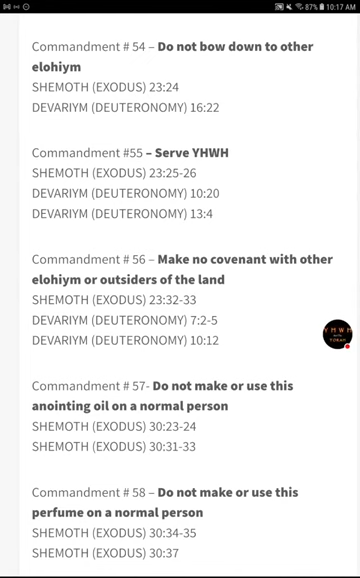 87% 10:17 AM
Commandment # 54 – Do not bow down to other
elohiym
SHEMOTH (EXODUS) 23:24
DEVARIYM (DEUTERONOMY) 16:22
Commandment #55 – Serve YHWH
SHEMOTH (EXODUS) 23:25-26
DEVARIYM (DEUTERONOMY) 10:20
DEVARIYM (DEUTERONOMY) 13:4
Commandment # 56 – Make no covenant with other
elohiym or outsiders of the land
SHEMOTH (EXODUS) 23:32-33
DEVARIYM (DEUTERONOMY) 7:2-5
DEVARIYM (DEUTERONOMY) 10:12
Commandment # 57- Do not make or use this
anointing oil on a normal person
SHEMOTH (EXODUS) 30:23-24
SHEMOTH (EXODUS) 30:31-33
Commandment # 58 – Do not make or use this
perfume on a normal person
SHEMOTH (EXODUS) 30:34-35
SHEMOTH (EXODUS) 30:37